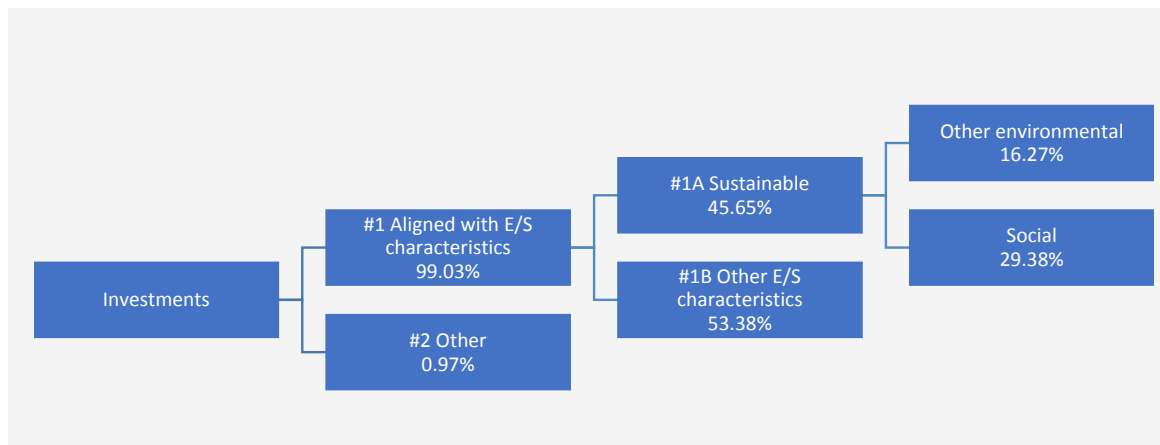 Investments
#1 Aligned with E/S
characteristics
99.03%
#2 Other
0.97%
#1A Sustainable
45.65%
#1B Other E/S
characteristics
53.38%
Other environmental
16.27%
Social
29.38%